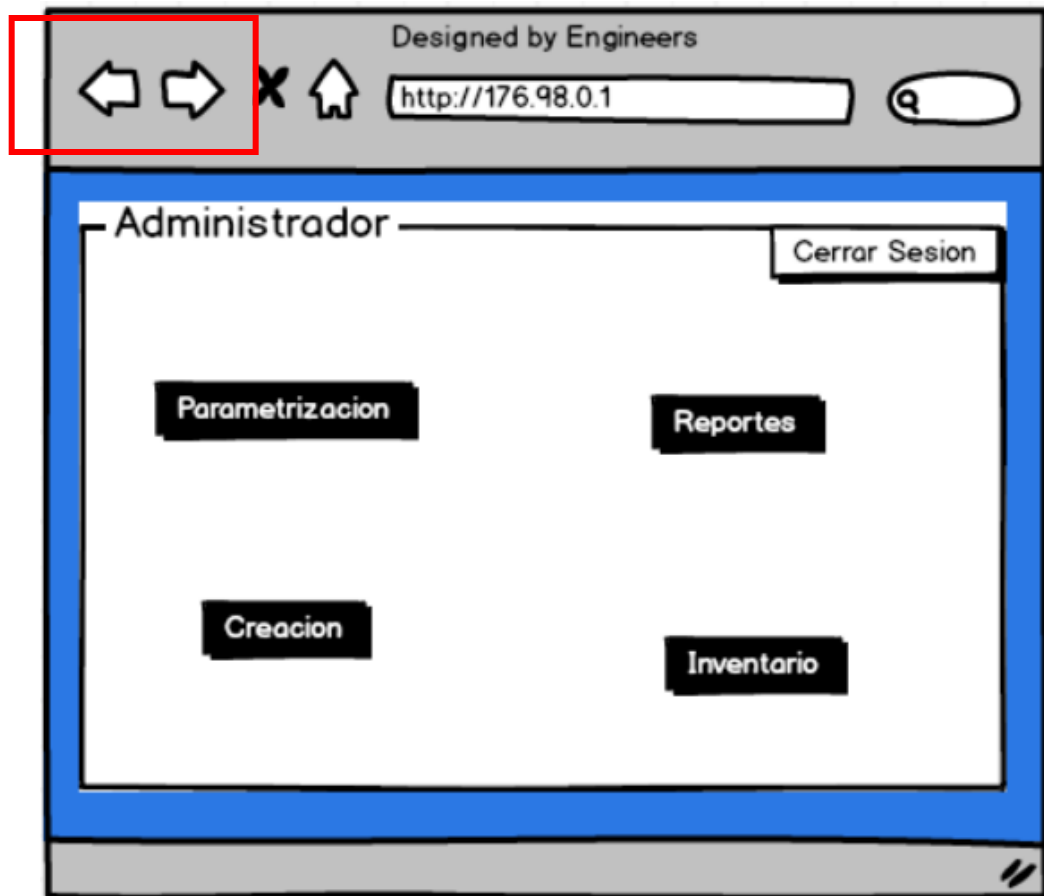 Designed by Engineers
http://176.98.0.1
Administrador
Cerrar Sesion
Parametrizacion
Reportes
Creacion
Inventario